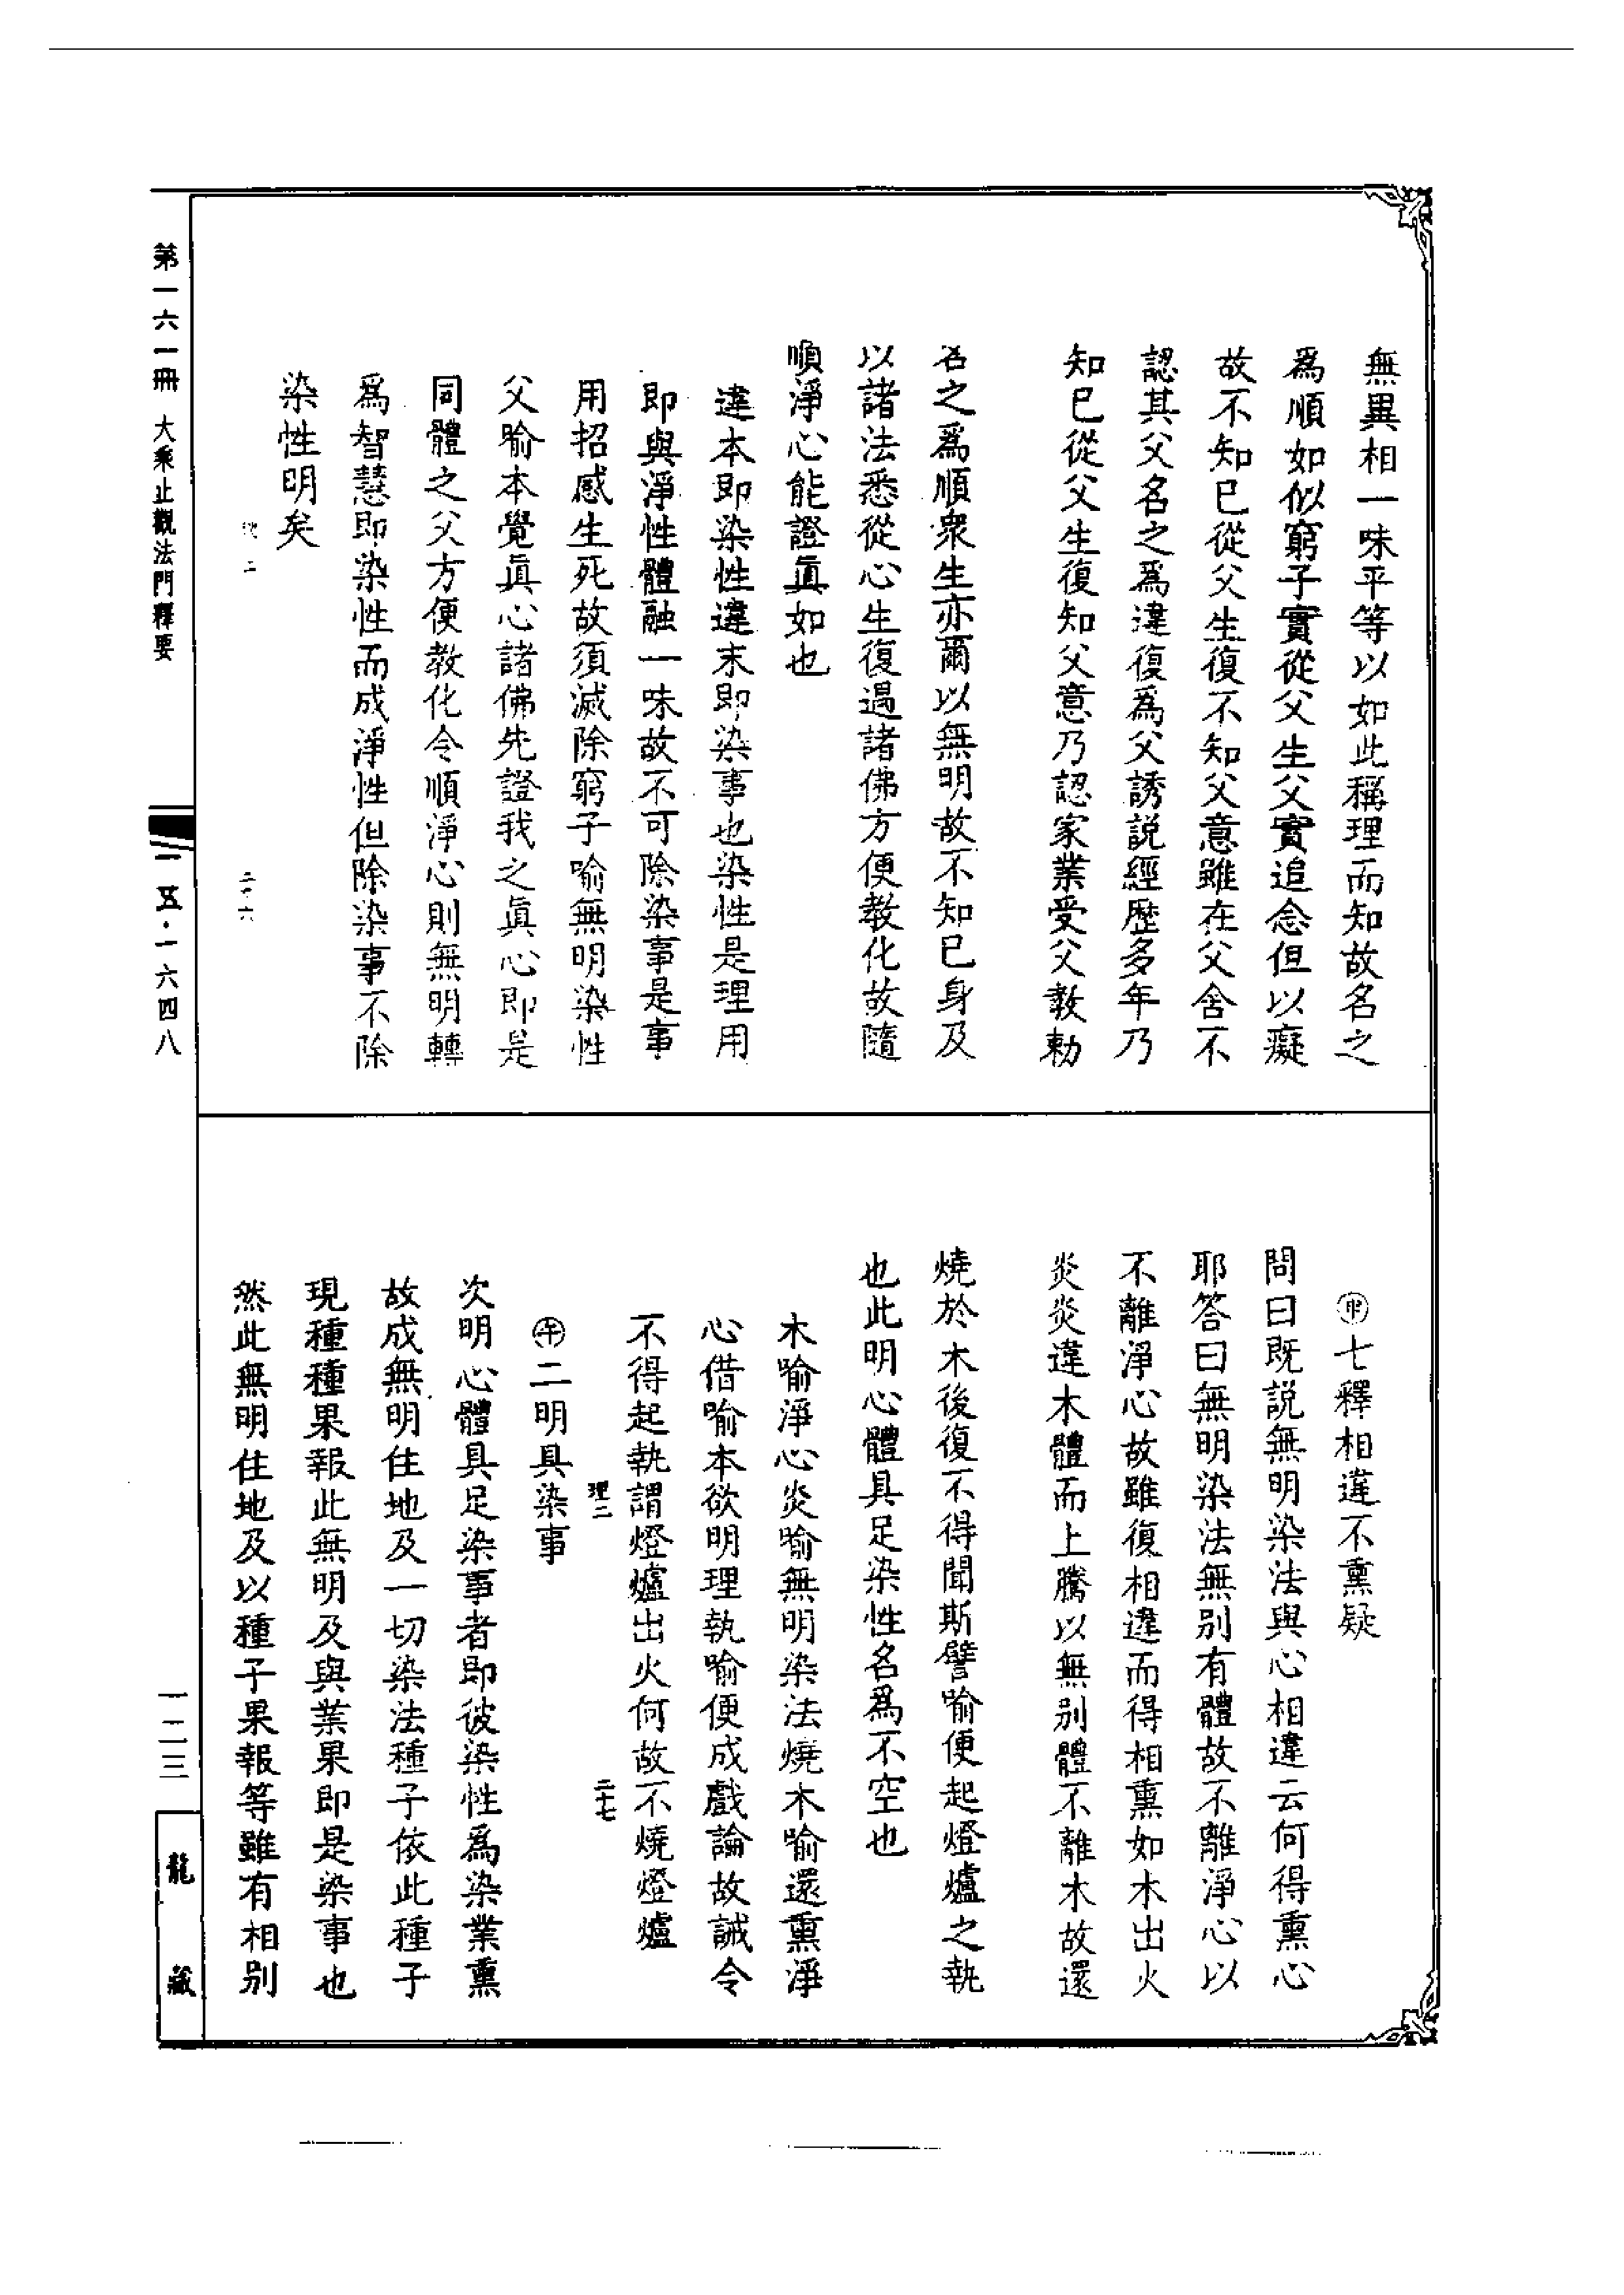 無異相一味平等以如此稱理而知故名之
爲順如似窮子實從父生父實追念但以癡
故不知已從父生復不知父意雖在父舍不
認其父名之爲違復爲父誘説經歷多年乃
知已從父生復知父意乃認家業受父教勅
名之爲順衆生亦爾以無明故不知已身及
以諸法悉從心生復遇諸佛方便教化故隨
順淨心能證眞如也
違本即染性違末即染事也染性是理用
即與淨性體融一味故不可除染事是事
用招感生死故須滅除窮子喻無明染性
父喻本覺眞心諸佛先證我之眞心即是
同體之父方便教化令順淨心則無明轉
爲智慧即染性而成淨性但除染事不除
染性明矣
二十六
㊥七釋相違不熏疑
問曰既説無明染法與心相違云何得熏心
耶答曰無明染法無别有體故不離淨心以
不離淨心故雖復相違而得相熏如木出火
炎炎違木體而上騰以無别體不離木故還
燒於木後復不得聞斯譬喻便起燈爐之執
也此明心體具足染性名爲不空也
木喻淨心炎喻無明染法燒木喻還熏淨
心借喻本欲明理執喻便成戲論故誡令
不得起執謂燈爐出火何故不燒燈爐
理二
二十七
㊥二明具染事
次明心體具足染事者即彼染性爲染業熏
故成無明住地及一切染法種子依此種子
現種種果報此無明及與業果即是染事也
然此無明住地及以種子果報等雖有相别
第一六一冊 大乘止觀法門釋要
一五·一六四八
一二三
龍藏